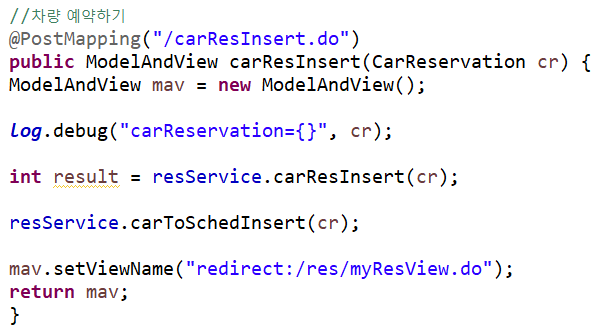 //차량 예약하기
@PostMapping("/carResInsert.do")
public ModelAndView carResInsert(CarReservation cr) {
ModelAndView mav = new ModelAndView();
log.debug("carReservation={}", cr);
int result = resService.carResInsert(cr);
resService.carToSchedInsert(cr);
mav.setViewName("redirect:/res/myResView.do");
return mav;
}